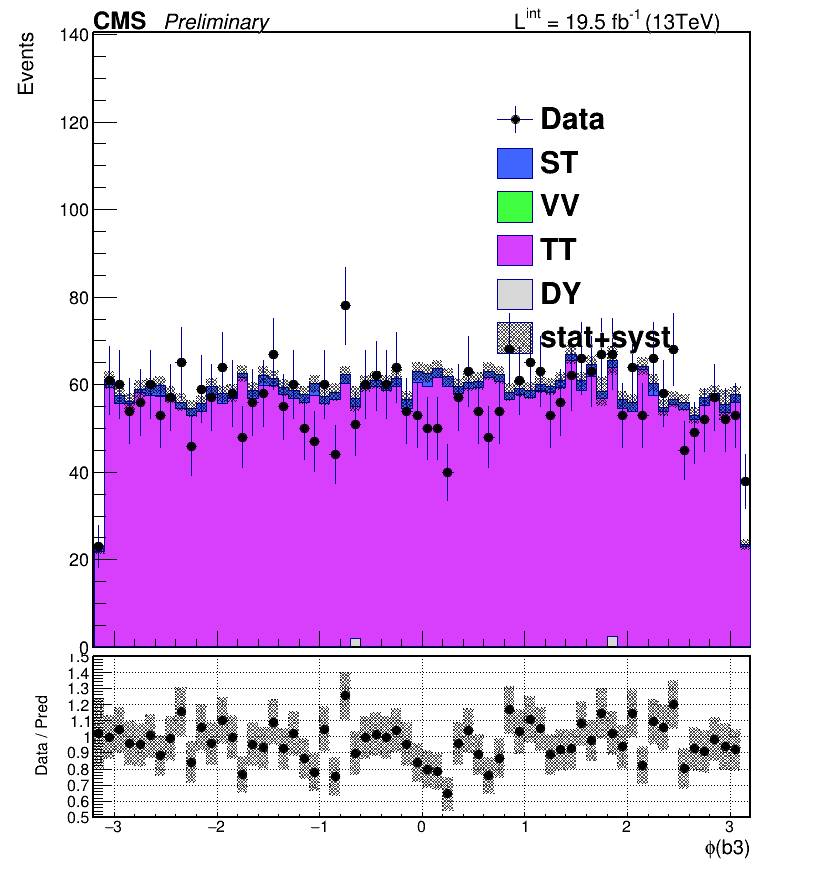 CMS Preliminary L^int = 19.5 fb^-1 (13TeV)
Events
140
120
100
80
60
40
20
0
Data
ST
VV
TT
DY
stat+syst
Data / Pred
1.5
1.4
1.3
1.2
1.1
1
0.9
0.8
0.7
0.6
0.5
−3 −2 −1 0 1 2 3
ϕ(b3)